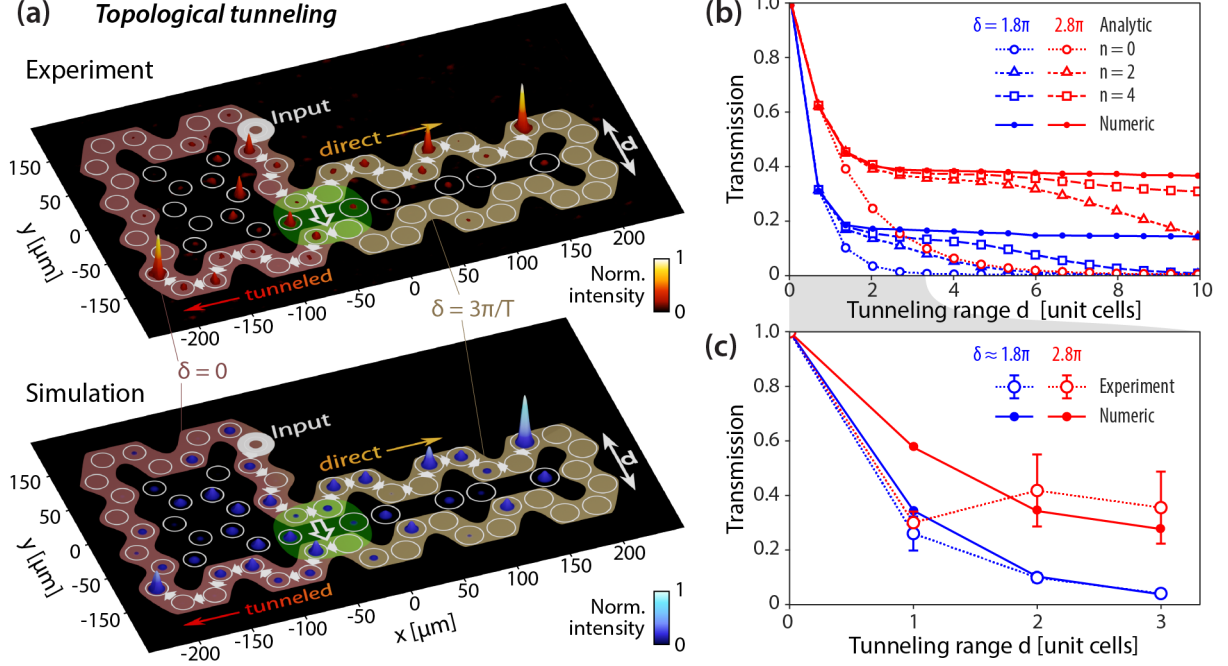 (a) Topological tunneling
Experiment
Input
direct
d
tunneled
150
50
0
-50
-150
y [µm]
-200
-150
-100
-50
0
50
100
150
200
Norm.
intensity
1
0
δ = 0
δ = 3π/T
Simulation
Input
direct
d
tunneled
150
50
0
-50
-150
y [µm]
-200
-150
-100
-50
0
50
100
150
200
x [µm]
Norm.
intensity
1
0
(b)
1.0
0.8
0.6
0.4
0.2
0
Transmission
δ = 1.8π 2.8π Analytic
n = 0
n = 2
n = 4
Numeric
0 2 4 6 8 10
Tunneling range d [unit cells]
(c)
1.0
0.8
0.6
0.4
0.2
0
Transmission
δ ≈ 1.8π 2.8π
Experiment
Numeric
1 2 3
Tunneling range d [unit cells]